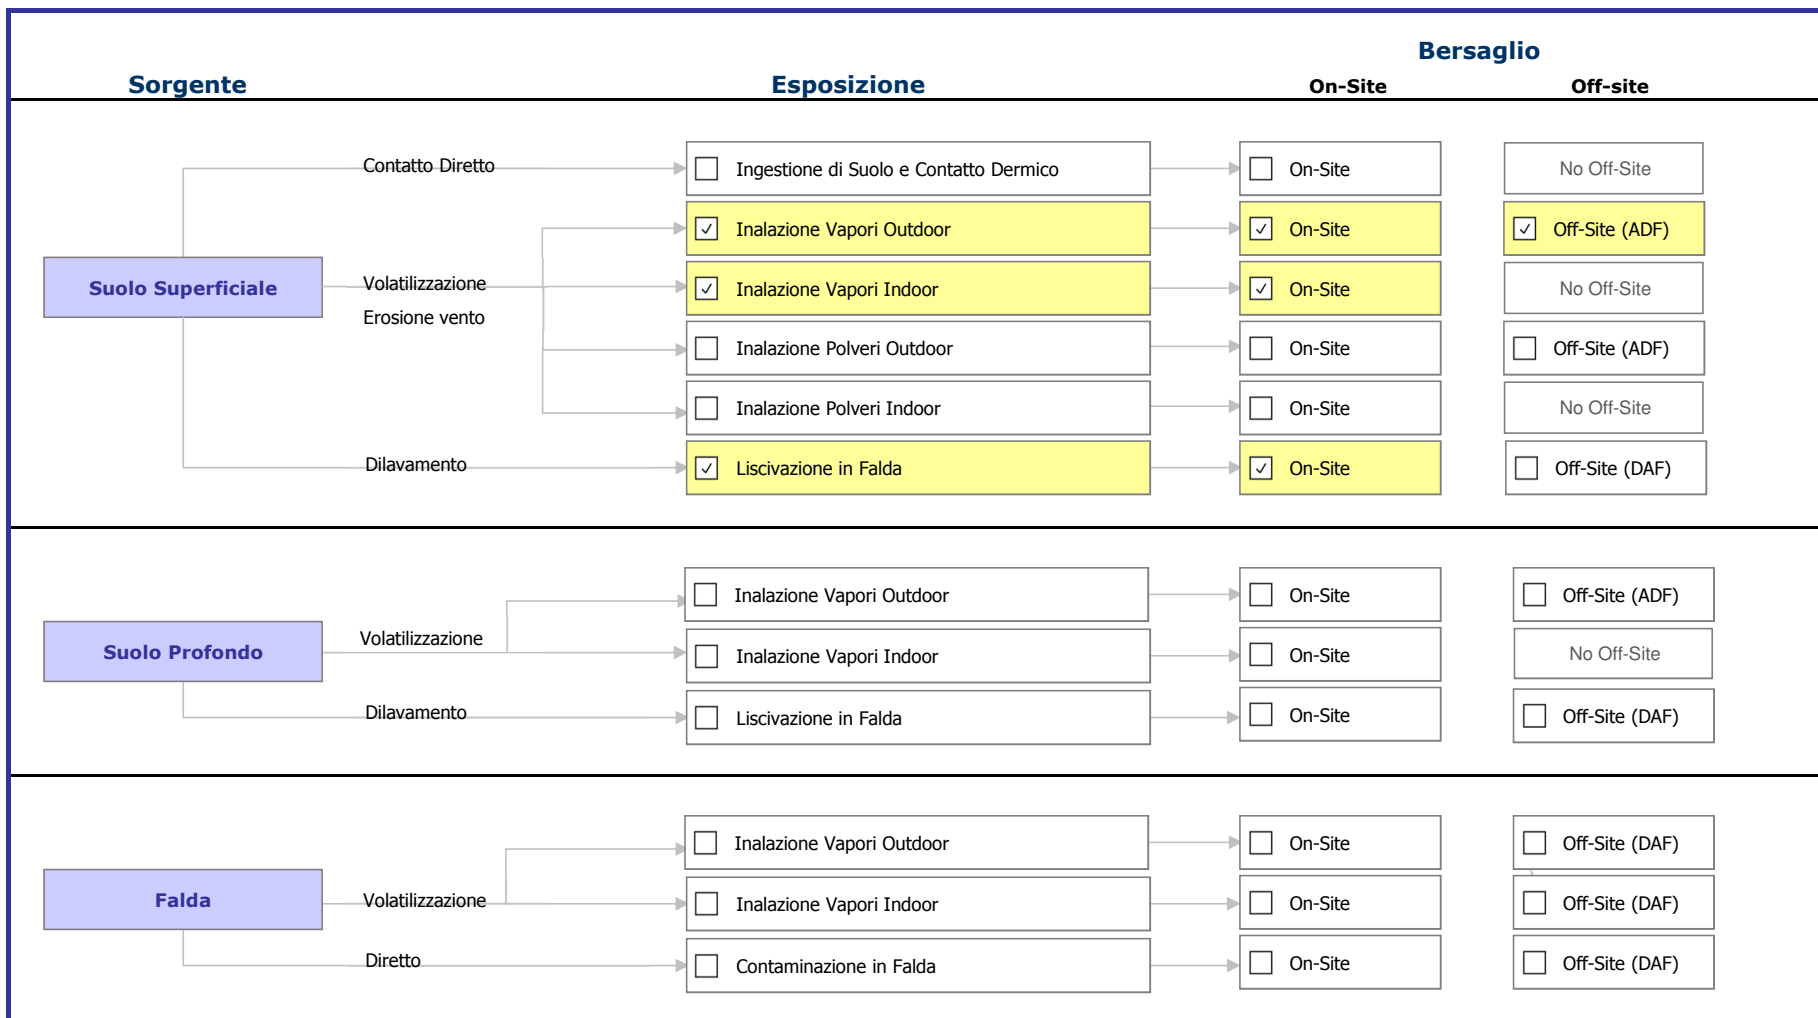 Bersaglio
Sorgente Esposizione On-Site Off-site
Contatto Diretto Ingestione di Suolo e Contatto Dermico On-Site No Off-Site
Inalazione Vapori Outdoor On-Site Off-Site (ADF)
Suolo Superficiale Volatilizzazione Inalazione Vapori Indoor On-Site No Off-Site
Erosione vento
Inalazione Polveri Outdoor On-Site Off-Site (ADF)
Inalazione Polveri Indoor On-Site No Off-Site
Dilavamento Liscivazione in Falda On-Site Off-Site (DAF)
Inalazione Vapori Outdoor On-Site Off-Site (ADF)
Suolo Profondo Volatilizzazione Inalazione Vapori Indoor On-Site No Off-Site
Dilavamento Liscivazione in Falda On-Site Off-Site (DAF)
Inalazione Vapori Outdoor On-Site Off-Site (DAF)
Falda Volatilizzazione Inalazione Vapori Indoor On-Site Off-Site (DAF)
Diretto Contaminazione in Falda On-Site Off-Site (DAF)